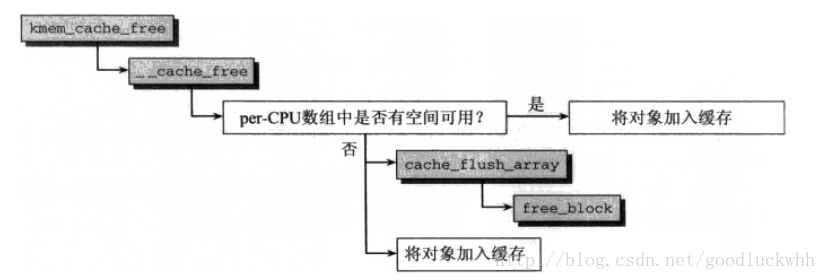 kmem_cache_free
__cache_free
per-CPU数组中是否有空间可用？
是
将对象加入缓存
否
cache_flush_array
free_block
将对象加入缓存
http://blog.csdn.net/goodluckwhh